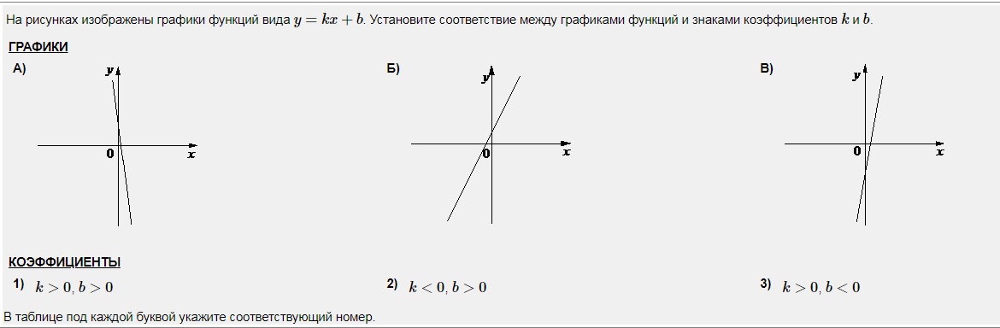 На рисунках изображены графики функций вида y = kx + b. Установите соответствие между графиками функций и знаками коэффициентов k и b.
ГРАФИКИ
А) Б) В)
y y y
0 x 0 x 0 x
КОЭФФИЦИЕНТЫ
1) k > 0, b > 0 2) k < 0, b > 0 3) k > 0, b < 0
В таблице под каждой буквой укажите соответствующий номер.